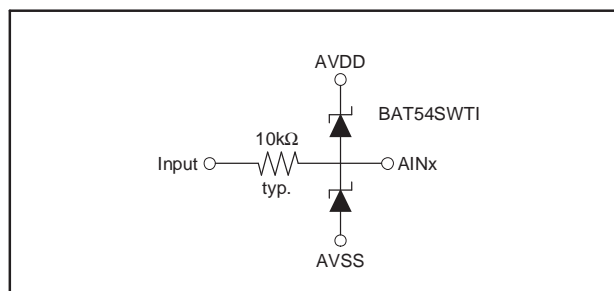 AVDD
BAT54SWTI
10kΩ
Input
AINx
typ.
AVSS